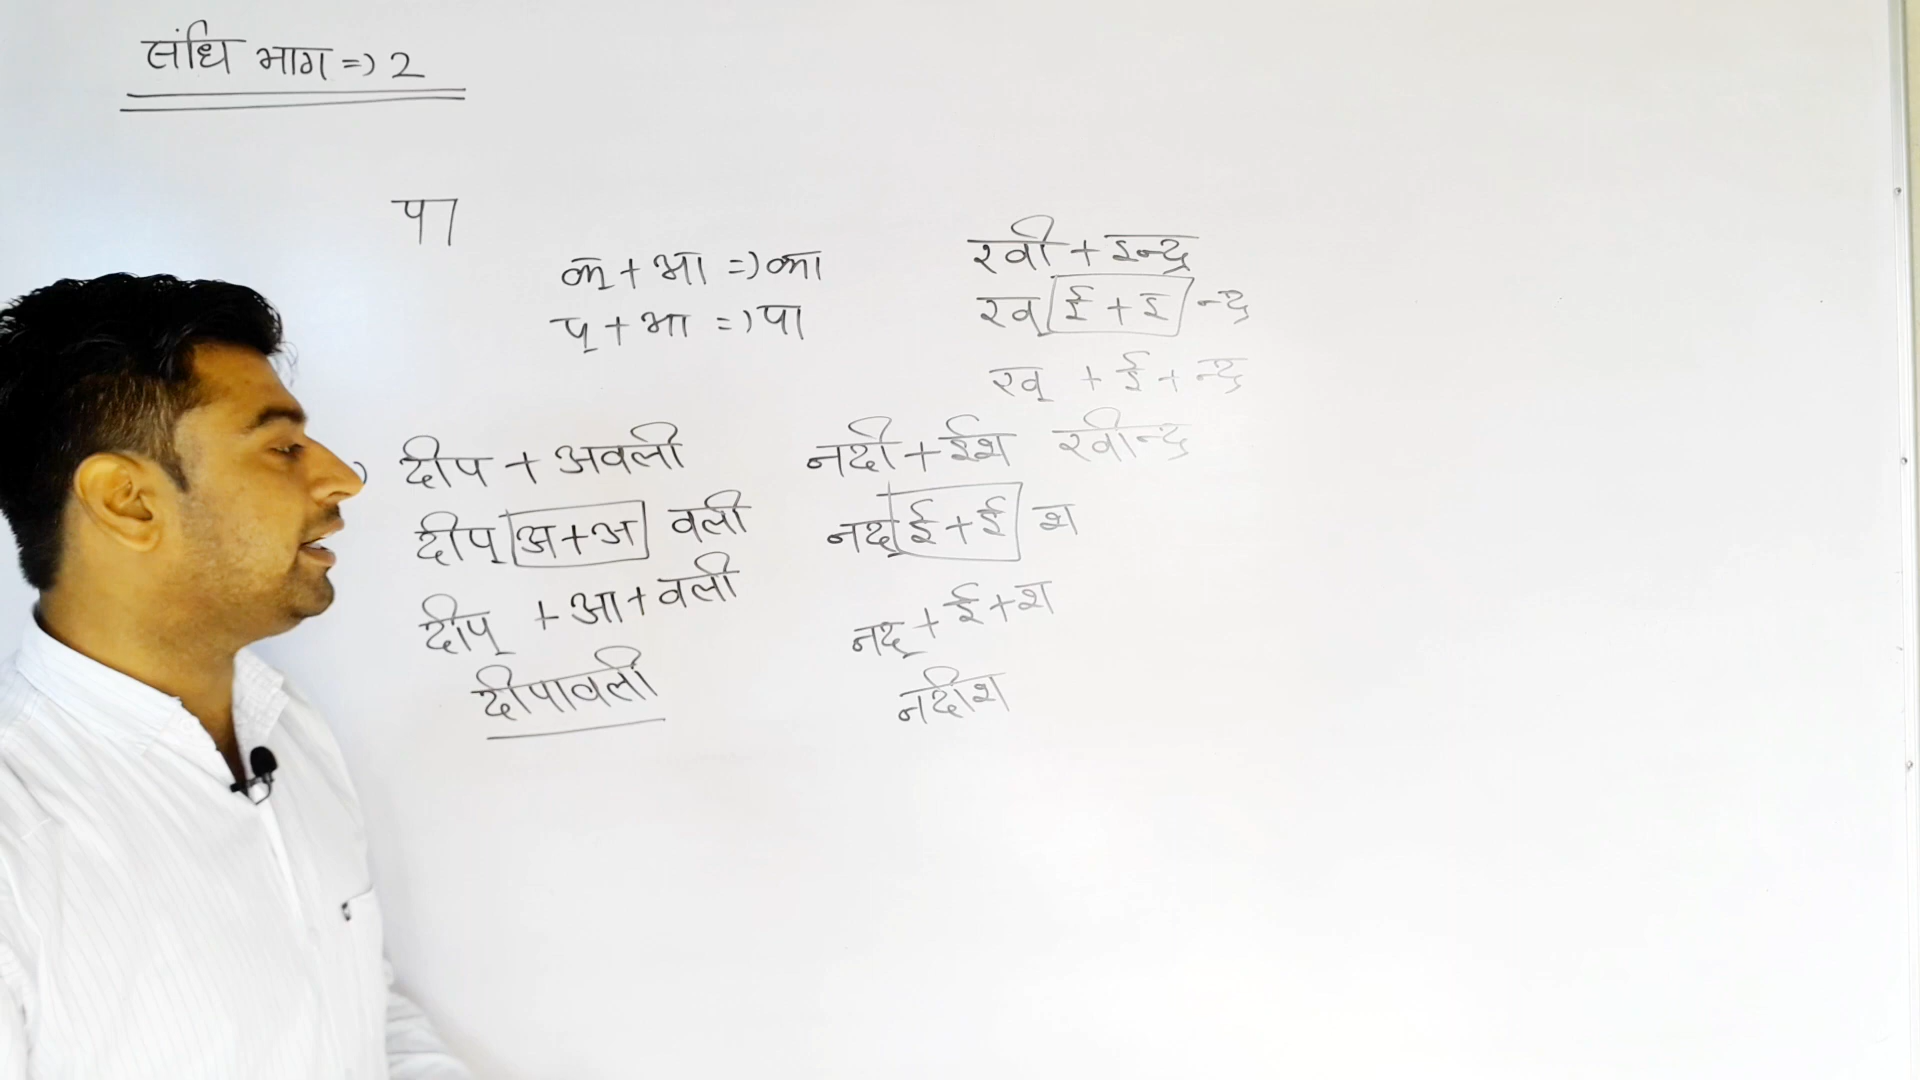 संधि भाग => 2
पा
क् + आ => का
प् + आ => पा
रवी + इन्द्र
रव् ई + इ न्द्र
रव् + ई + न्द्र
रवीन्द्र
दीप + अवली
दीप् अ + अ वली
दीप् + आ + वली
दीपावली
नदी + ईश
नद् ई + ई श
नद् + ई + श
नदीश